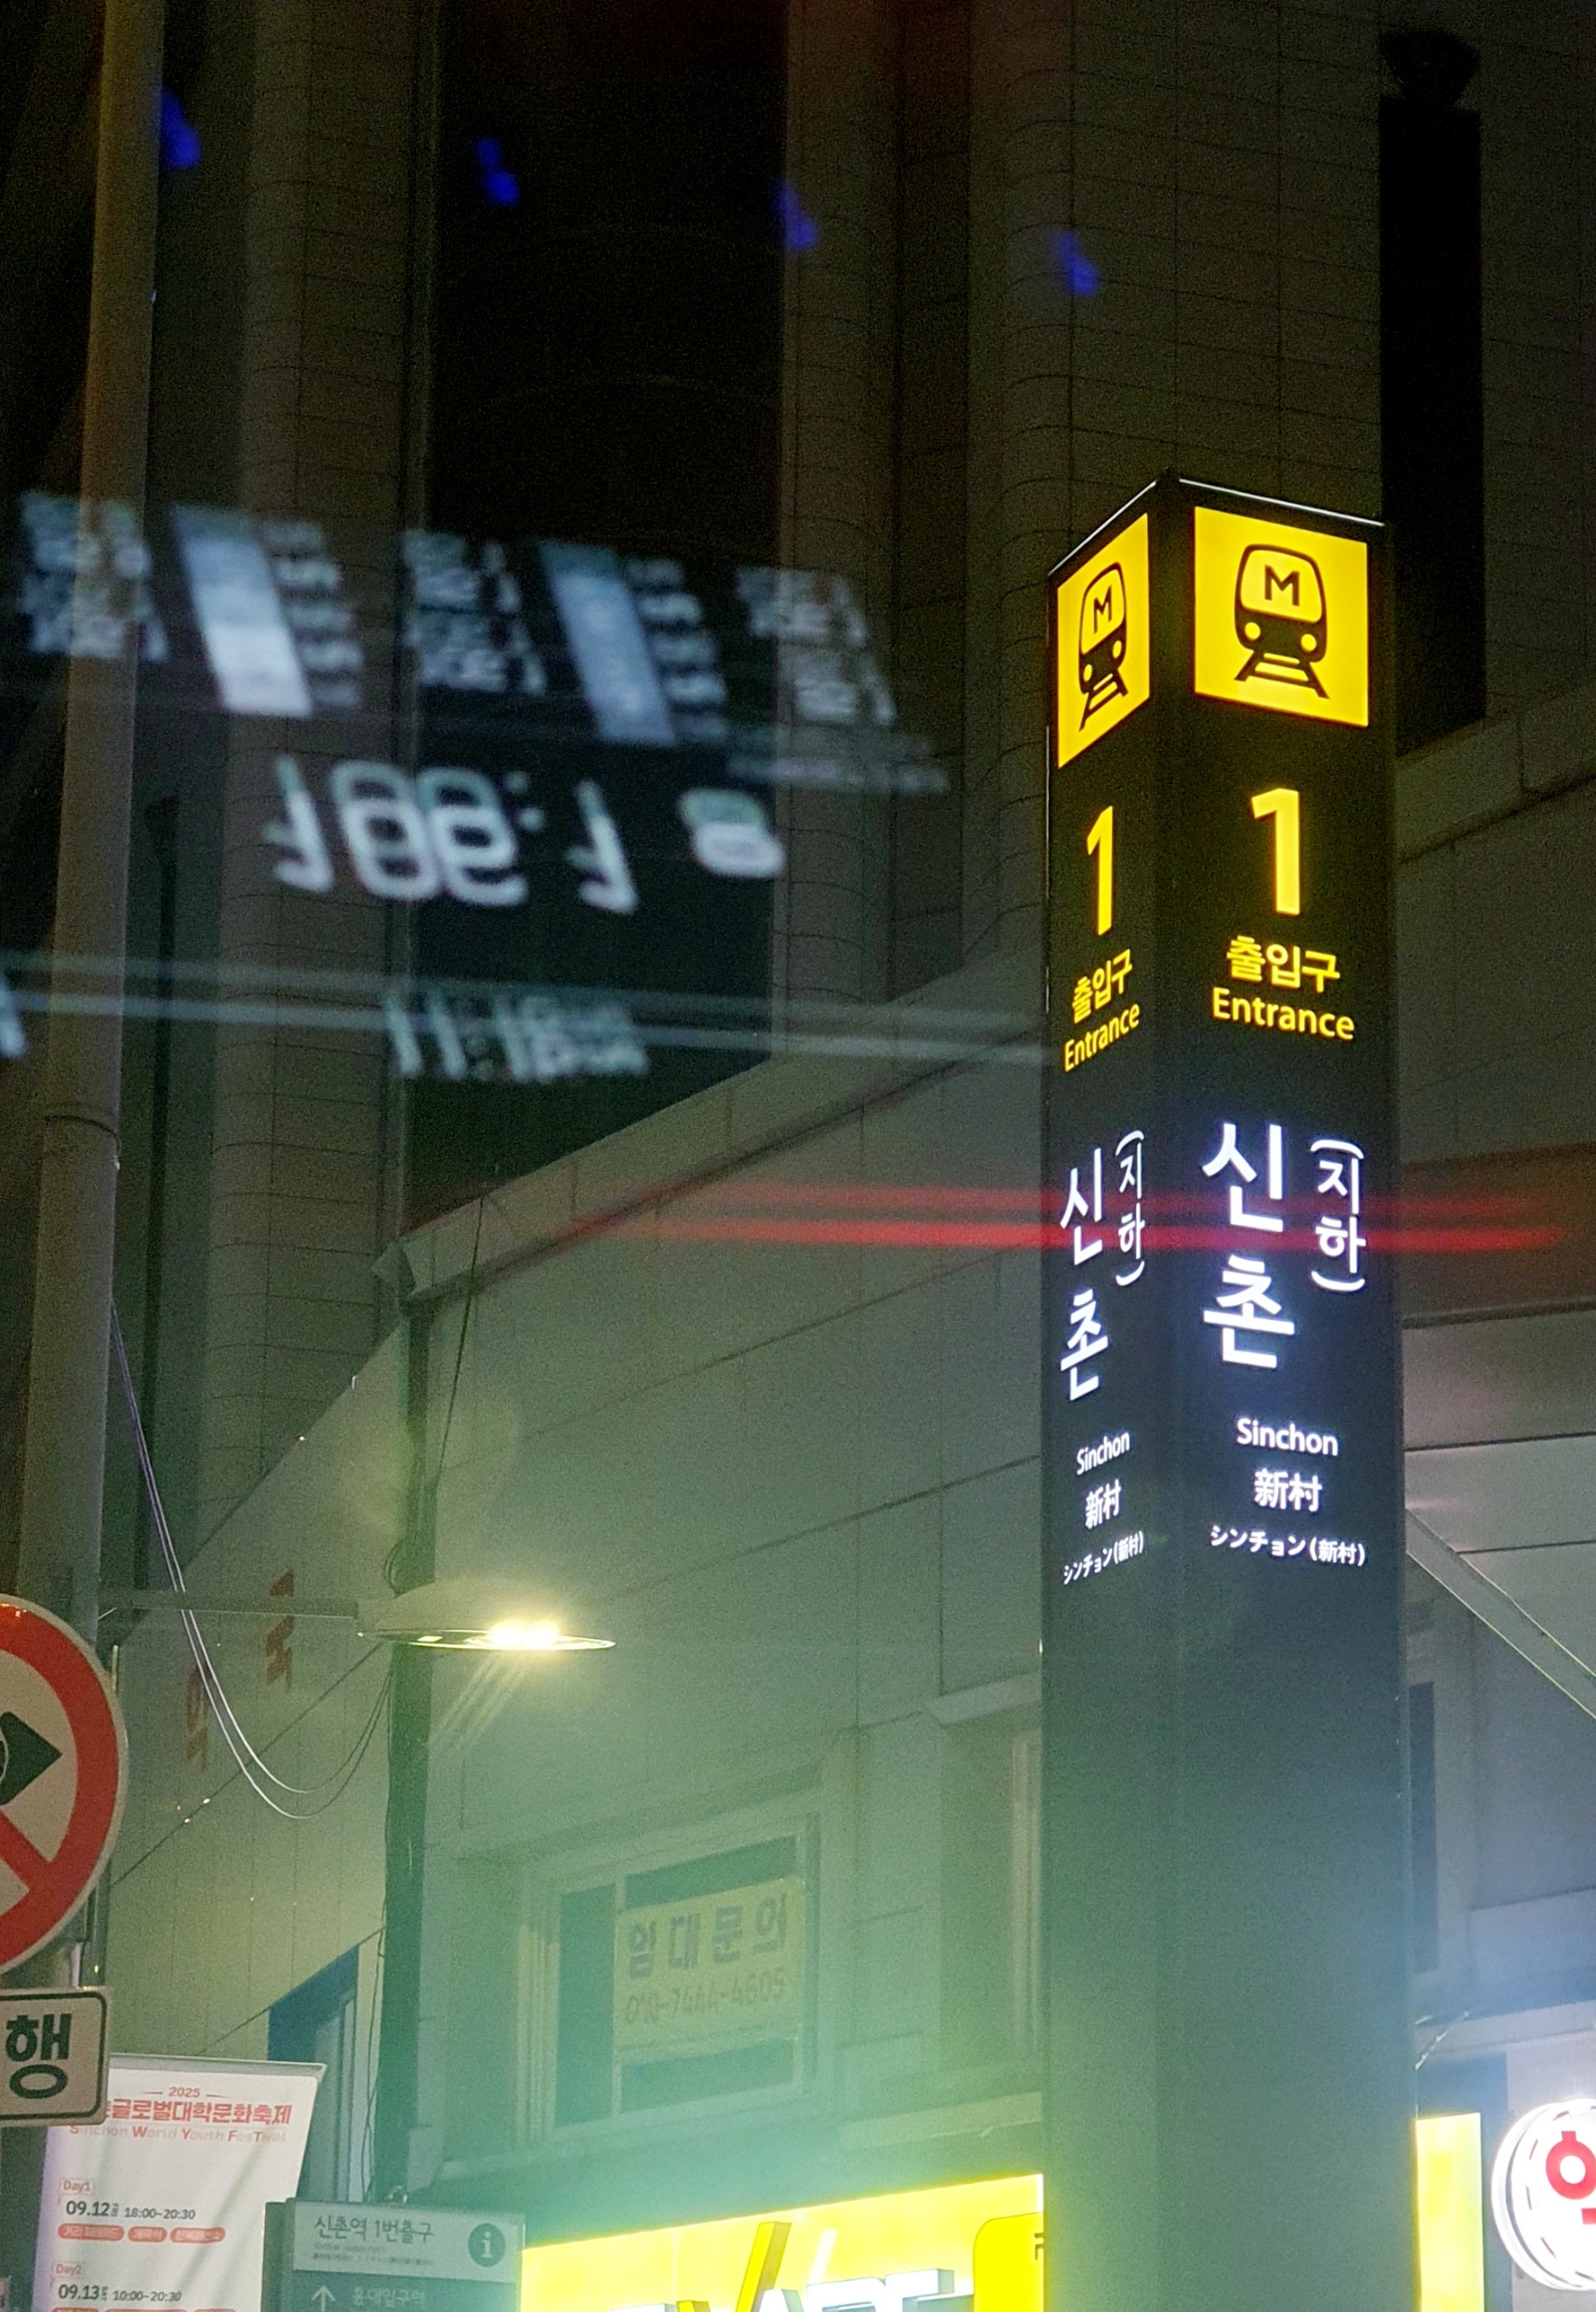 M
1
출입구
Entrance
신촌
(지하)
Sinchon
新村
シンチョン(新村)
M
1
출입구
Entrance
신촌
(지하)
Sinchon
新村
シンチョン(新村)
임대문의
010-7444-4605
행
2025
글로벌대학문화축제
Sinchon World Youth FesTival
Day1
09.12 18:00~20:30
Day2
09.13 10:00~20:30
신촌역 1번출구
i
홍대입구역